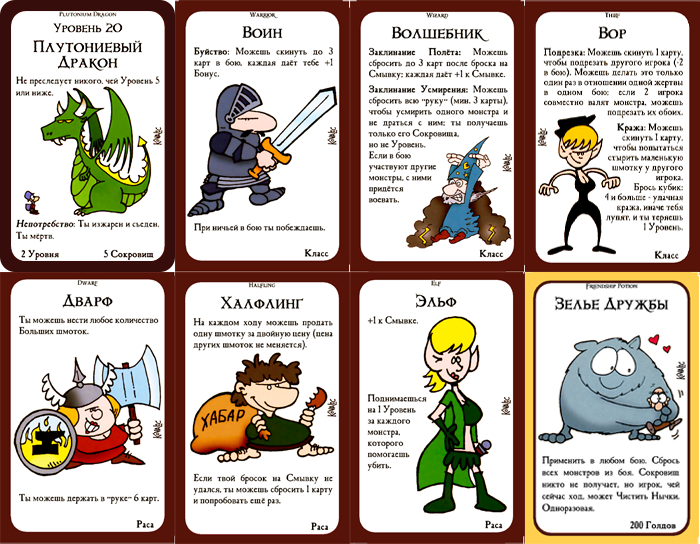 Plutonium Dragon
Уровень 20
Плутониевый
Дракон
Не преследует никого, чей Уровень 5
или ниже.
Непотребство: Ты изжарен и съеден.
Ты мёртв.
2 Уровня 5 Сокровищ
Warrior
Воин
Буйство: Можешь скинуть до 3
карт в бою, каждая даёт тебе +1
Бонус.
При ничьей в бою ты побеждаешь.
Класс
Wizard
Волшебник
Заклинание Полёта: Можешь
сбросить до 3 карт после броска на
Смывку; каждая даёт +1 к Смывке.
Заклинание Усмирения: Можешь
сбросить всю "руку" (мин. 3 карты),
чтобы усмирить одного монстра и
не драться с ним; ты получаешь
только его Сокровища,
но не Уровень.
Если в бою
участвуют другие
монстры, с ними
придётся
воевать.
Класс
Thief
Вор
Подрезка: Можешь скинуть 1 карту,
чтобы подрезать другого игрока (-2
в бою). Можешь делать это только
один раз в отношении одной жертвы
в одном бою; если 2 игрока
совместно валят монстра, можешь
подрезать их обоих.
Кража: Можешь
скинуть 1 карту,
чтобы попытаться
стырить маленькую
шмотку у другого
игрока.
Брось кубик:
4 и больше - удачная
кража, иначе тебя
лупят, и ты теряешь
1 Уровень.
Класс
Dwarf
Дварф
Ты можешь нести любое количество
Больших шмоток.
Ты можешь держать в "руке" 6 карт.
Раса
Halfling
Халфлинг
На каждом ходу можешь продать
одну шмотку за двойную цену (цена
других шмоток не меняется).
ХАБАР
Если твой бросок на Смывку не
удался, ты можешь сбросить 1 карту
и попробовать ещё раз.
Раса
Elf
Эльф
+1 к Смывке.
Поднимаешься
на 1 Уровень
за каждого
монстра,
которого
помогаешь
убить.
Раса
Friendship Potion
Зелье Дружбы
Применить в любом бою. Сбрось
всех монстров из боя. Сокровищ
никто не получает, но игрок, чей
сейчас ход, может Чистить Нычки.
Одноразовая.
200 Голдов